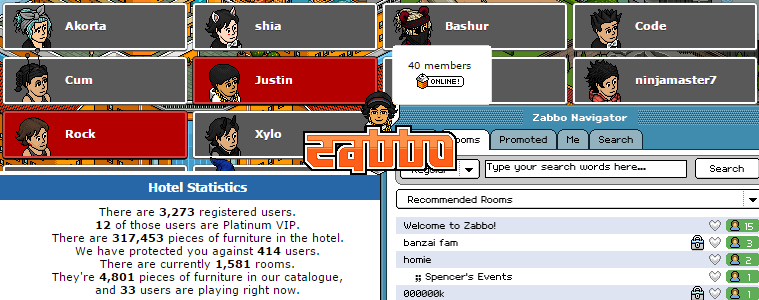 Akorta
shia
Bashur
Code
Cum
Justin
40 members
ONLINE!
ninjamaster7
Rock
Xylo
zabbo
Zabbo Navigator
Promoted
Me
Search
Type your search words here...
Search
Hotel Statistics
There are 3,273 registered users.
12 of those users are Platinum VIP.
There are 317,453 pieces of furniture in the hotel.
We have protected you against 414 users.
There are currently 1,581 rooms.
They're 4,801 pieces of furniture in our catalogue,
and 33 users are playing right now.
Recommended Rooms
Welcome to Zabbo! 15
banzai fam 3
homie 2
;; Spencer's Events 1
000000k 1